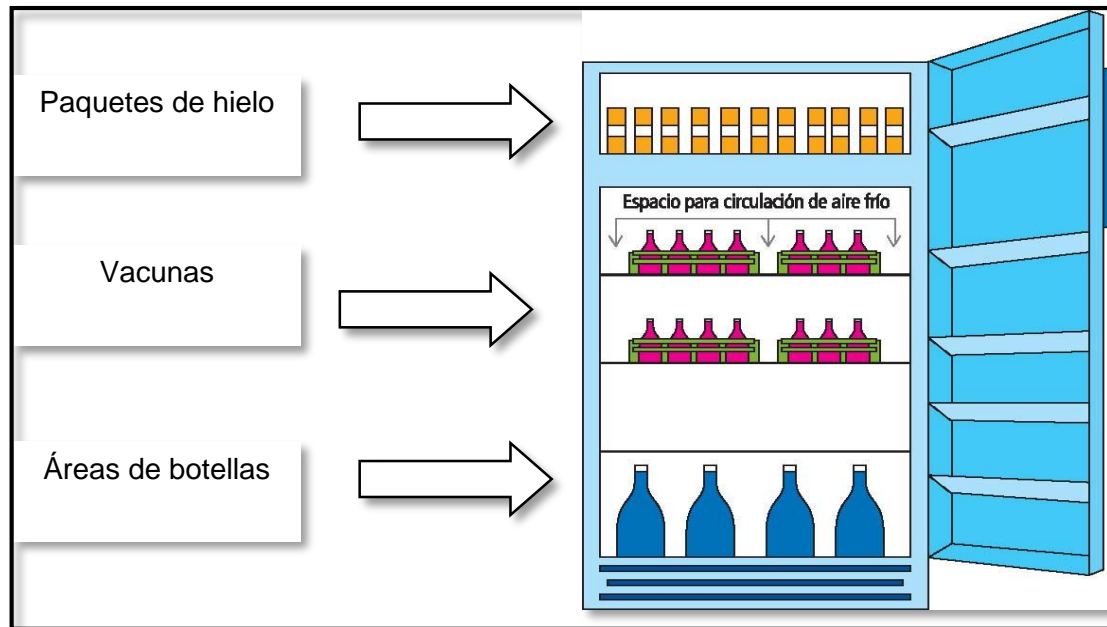 Paquetes de hielo
Espacio para circulación de aire frío
Vacunas
Áreas de botellas